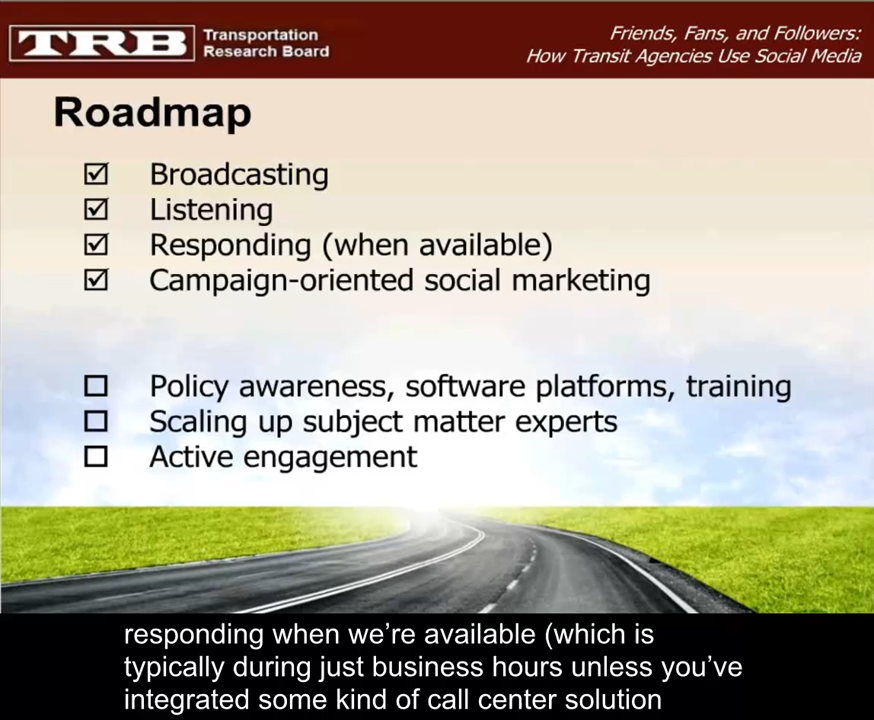 TRB
Transportation
Research Board
Friends, Fans, and Followers:
How Transit Agencies Use Social Media
Roadmap
Broadcasting
Listening
Responding (when available)
Campaign-oriented social marketing
Policy awareness, software platforms, training
Scaling up subject matter experts
Active engagement
responding when we’re available (which is
typically during just business hours unless you’ve
integrated some kind of call center solution